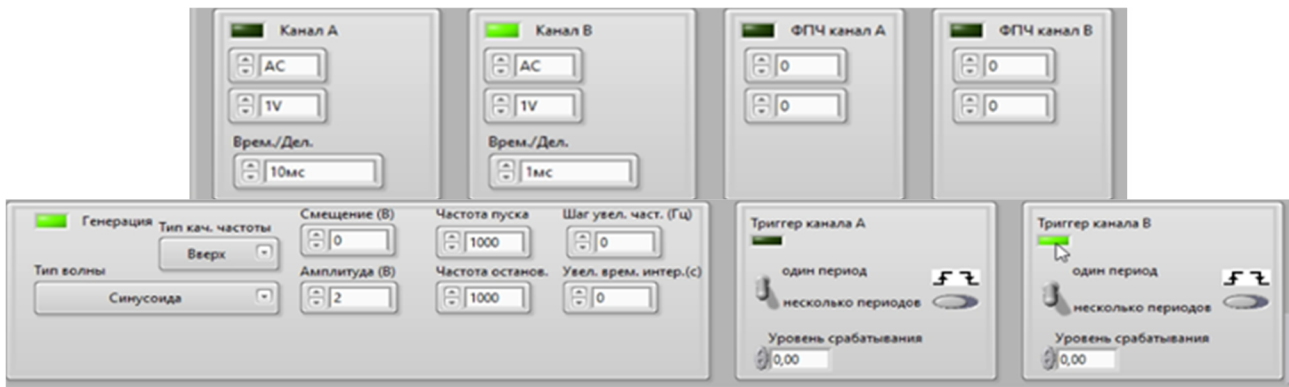 Канал A
AC
1V
Врем./Дел.
10мс
Канал B
AC
1V
Врем./Дел.
1мс
ФПЧ канал A
0
0
ФПЧ канал B
0
0
Генерация
Тип кач. частоты
Вверх
Тип волны
Синусоида
Смещение (В)
0
Амплитуда (В)
2
Частота пуска
1000
Частота останов.
1000
Шаг увел. част. (Гц)
0
Увел. врем. интер.(с)
0
Триггер канала A
один период
несколько периодов
Уровень срабатывания
0,00
Триггер канала B
один период
несколько периодов
Уровень срабатывания
0,00